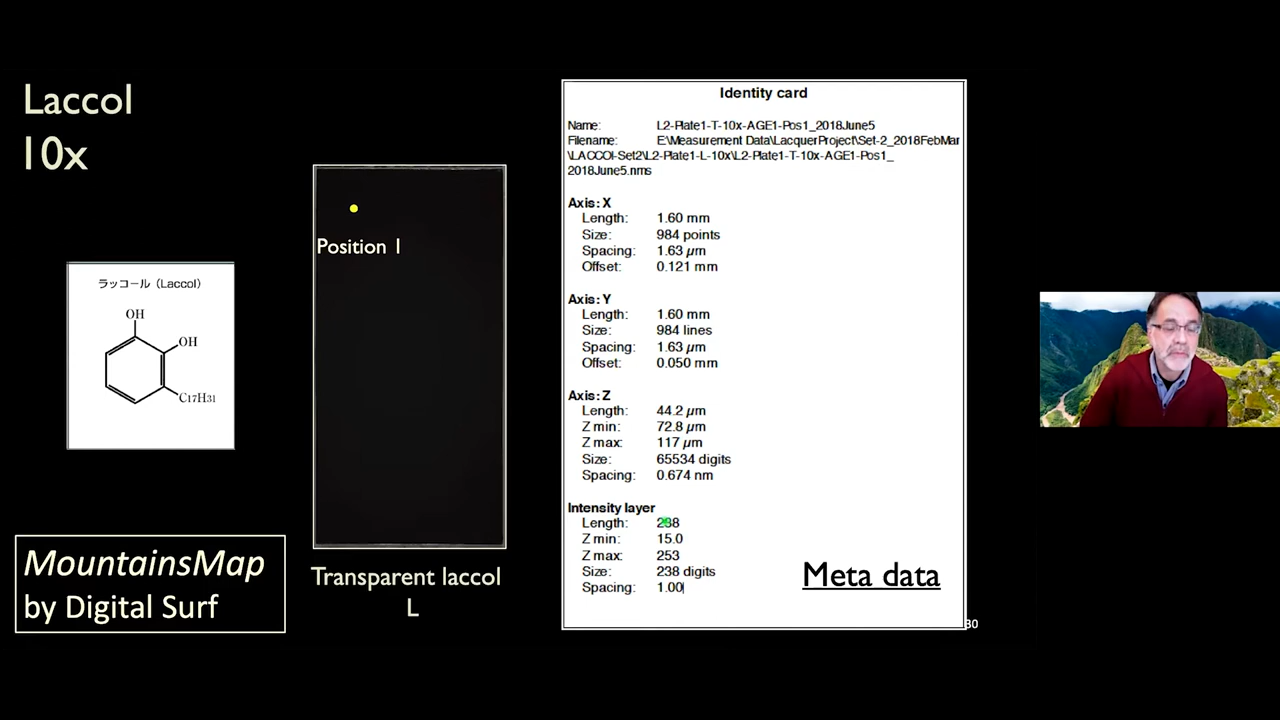 Laccol
10x
ラッコール（Laccol）
OH
OH
C17H31
MountainsMap
by Digital Surf
Position 1
Transparent laccol
L
Identity card
Name: L2-Plate1-T-10x-AGE1-Pos1_2018June5
Filename: E:\Measurement Data\LacquerProject\Set-2_2018FebMar
\LACCOl-Set2\L2-Plate1-L-10x\L2-Plate1-T-10x-AGE1-Pos1_
2018June5.nms
Axis: X
Length: 1.60 mm
Size: 984 points
Spacing: 1.63 µm
Offset: 0.121 mm
Axis: Y
Length: 1.60 mm
Size: 984 lines
Spacing: 1.63 µm
Offset: 0.050 mm
Axis: Z
Length: 44.2 µm
Z min: 72.8 µm
Z max: 117 µm
Size: 65534 digits
Spacing: 0.674 nm
Intensity layer
Length: 238
Z min: 15.0
Z max: 253
Size: 238 digits
Spacing: 1.00
Meta data
30